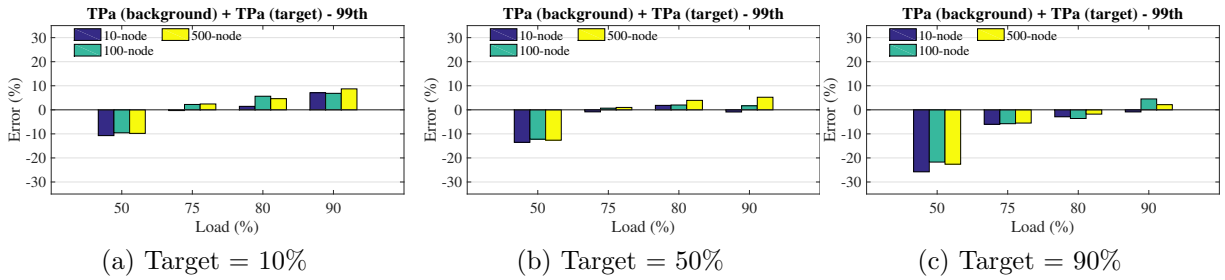 TPa (background) + TPa (target) - 99th
30
20
10
0
-10
-20
-30
Error (%)
10-node
100-node
500-node
50
75
80
90
Load (%)
(a) Target = 10%
TPa (background) + TPa (target) - 99th
30
20
10
0
-10
-20
-30
Error (%)
10-node
100-node
500-node
50
75
80
90
Load (%)
(b) Target = 50%
TPa (background) + TPa (target) - 99th
30
20
10
0
-10
-20
-30
Error (%)
10-node
100-node
500-node
50
75
80
90
Load (%)
(c) Target = 90%